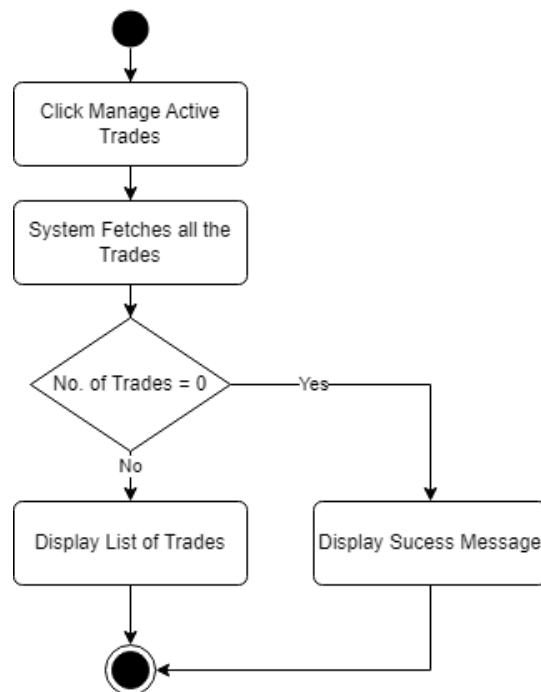 Click Manage Active
Trades
System Fetches all the
Trades
No. of Trades = 0
Yes
No
Display List of Trades
Display Sucess Message